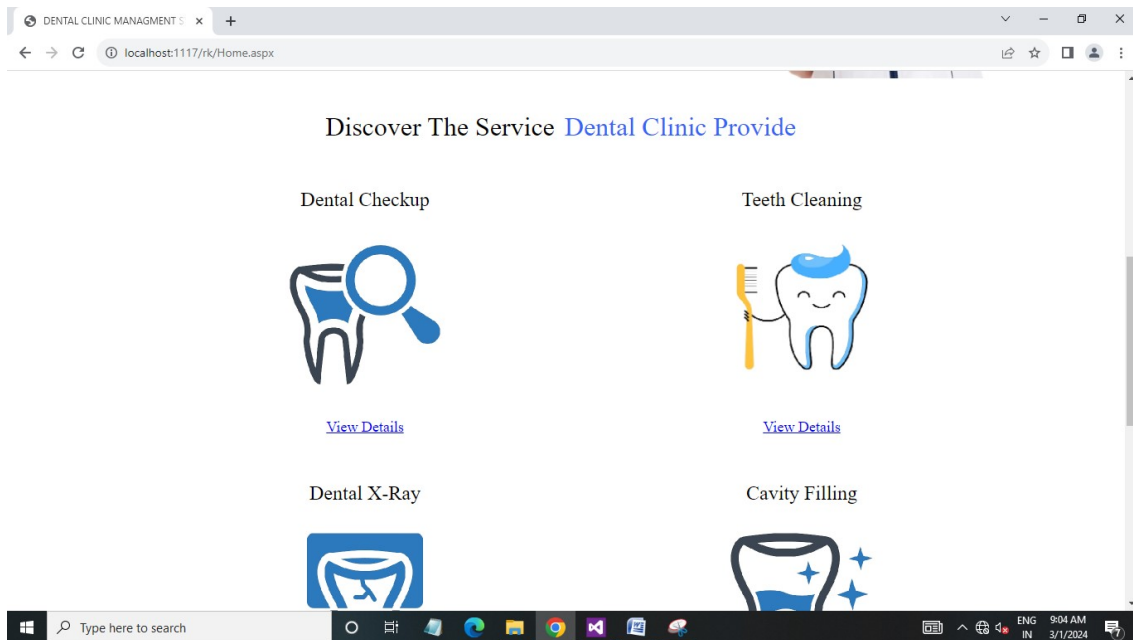 DENTAL CLINIC MANAGMENT S
localhost:1117/rk/Home.aspx
Discover The Service Dental Clinic Provide
Dental Checkup
Teeth Cleaning
View Details
View Details
Dental X-Ray
Cavity Filling
Type here to search
ENG
IN
9:04 AM
3/1/2024
7